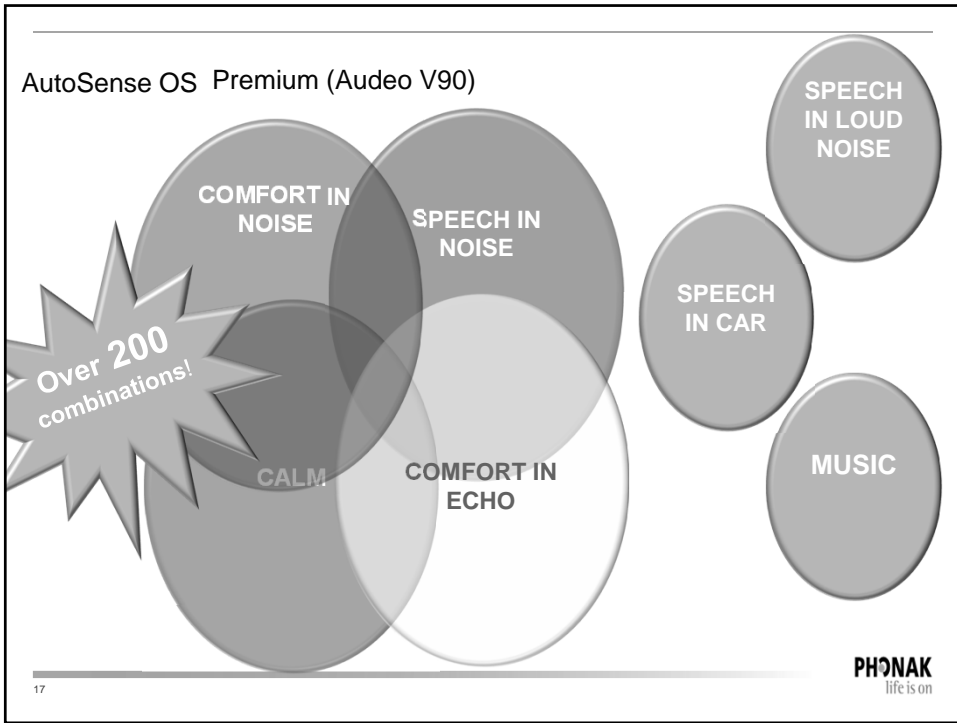 AutoSense OS Premium (Audeo V90)
COMFORT IN
NOISE
SPEECH IN
NOISE
SPEECH
IN LOUD
NOISE
SPEECH
IN CAR
Over 200
combinations!
CALM
COMFORT IN
ECHO
MUSIC
17
PHONAK
life is on